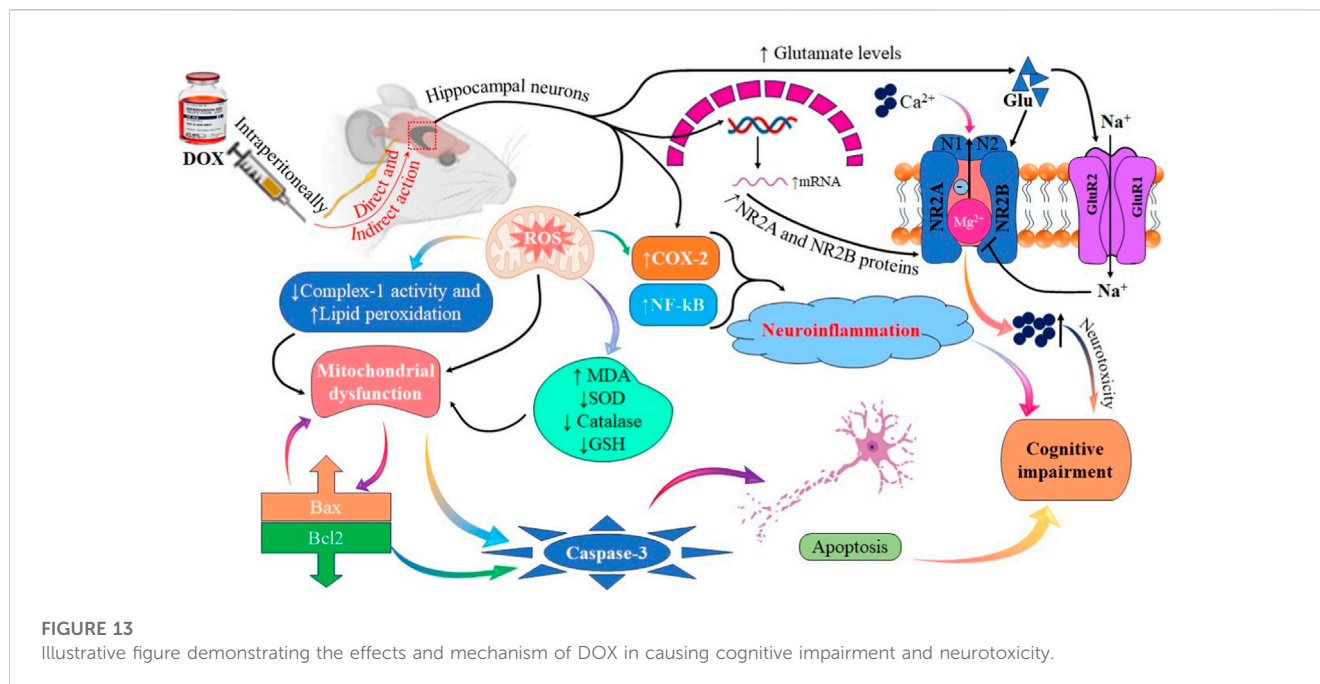 ↑ Glutamate levels
Hippocampal neurons
DOX
Intraperitoneally
Direct and
Indirect action
Ca²⁺
Glu
Na⁺
N1
N2
NR2A
NR2B
Mg²⁺
GluR2
GluR1
↑mRNA
↑NR2A and NR2B proteins
Na⁺
ROS
↑COX-2
↑NF-kB
↓Complex-1 activity and
↑Lipid peroxidation
Neuroinflammation
Neurotoxicity
Mitochondrial
dysfunction
↑ MDA
↓SOD
↓ Catalase
↓GSH
Cognitive
impairment
Bax
Bcl2
Caspase-3
Apoptosis
FIGURE 13
Illustrative figure demonstrating the effects and mechanism of DOX in causing cognitive impairment and neurotoxicity.